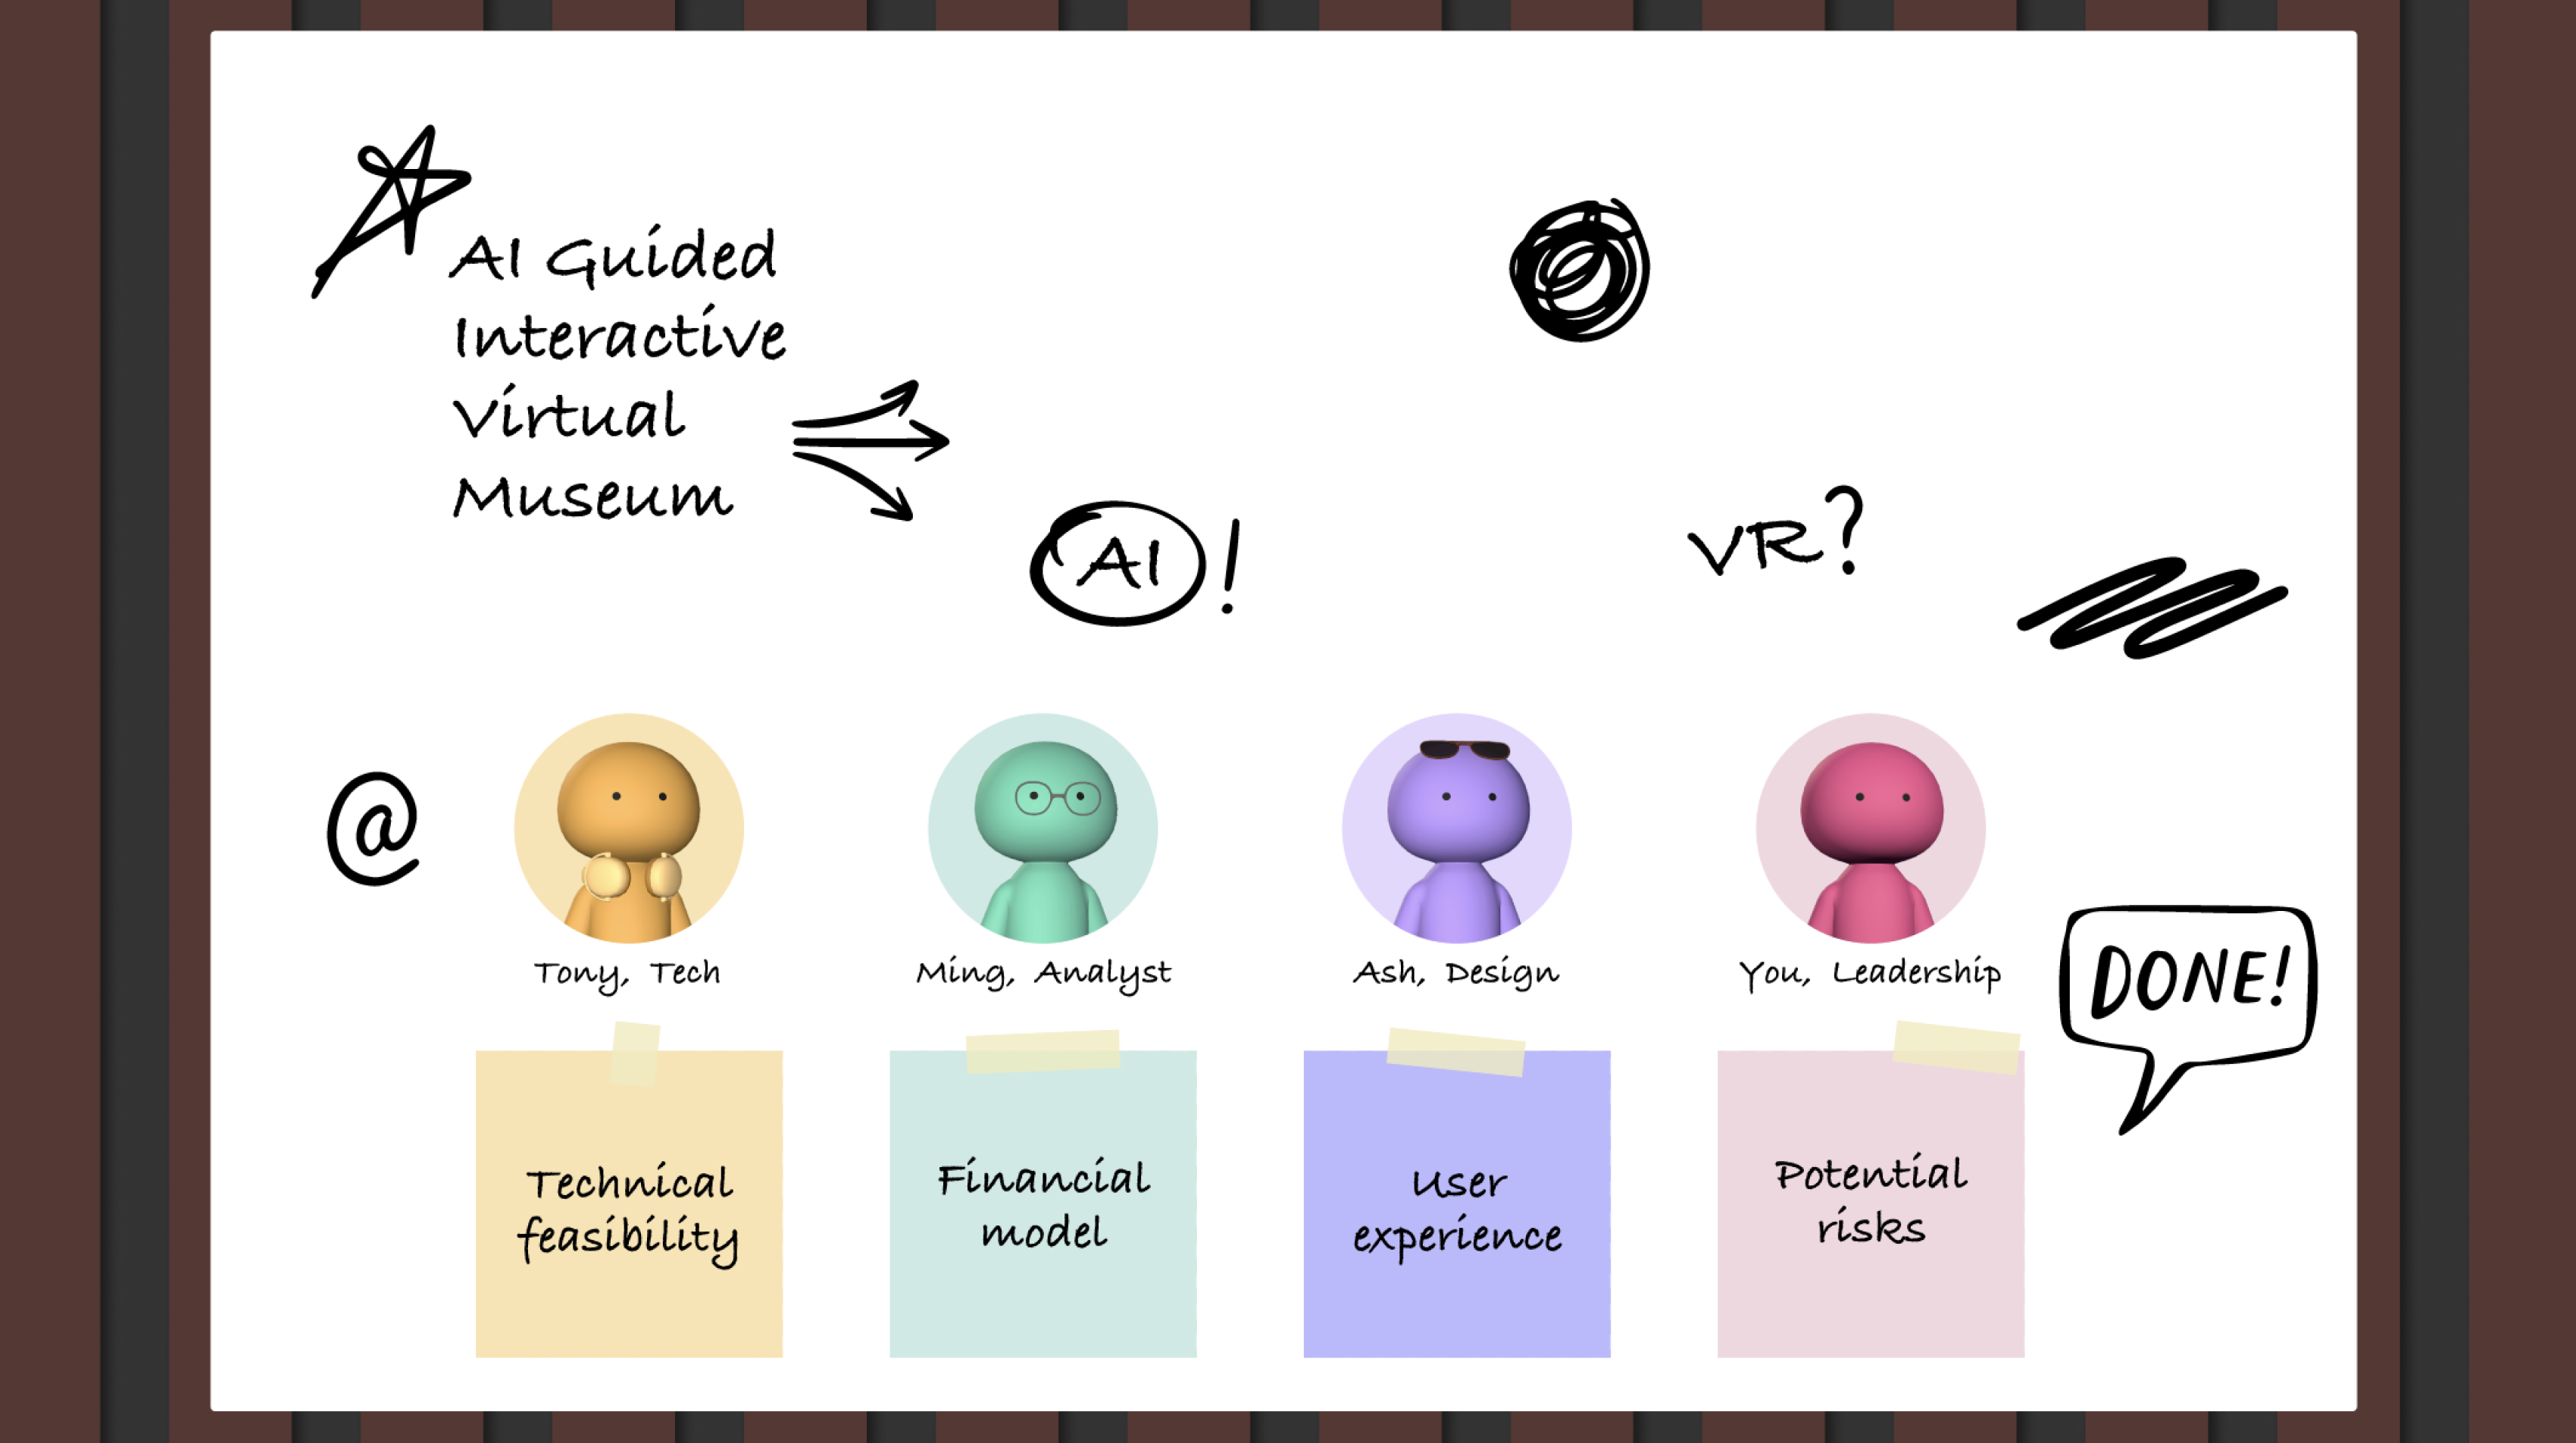 AI Guided
Interactive
Virtual
Museum
AI!
VR?
@
Tony, Tech
Ming, Analyst
Ash, Design
You, Leadership
DONE!
Technical
feasibility
Financial
model
User
experience
Potential
risks